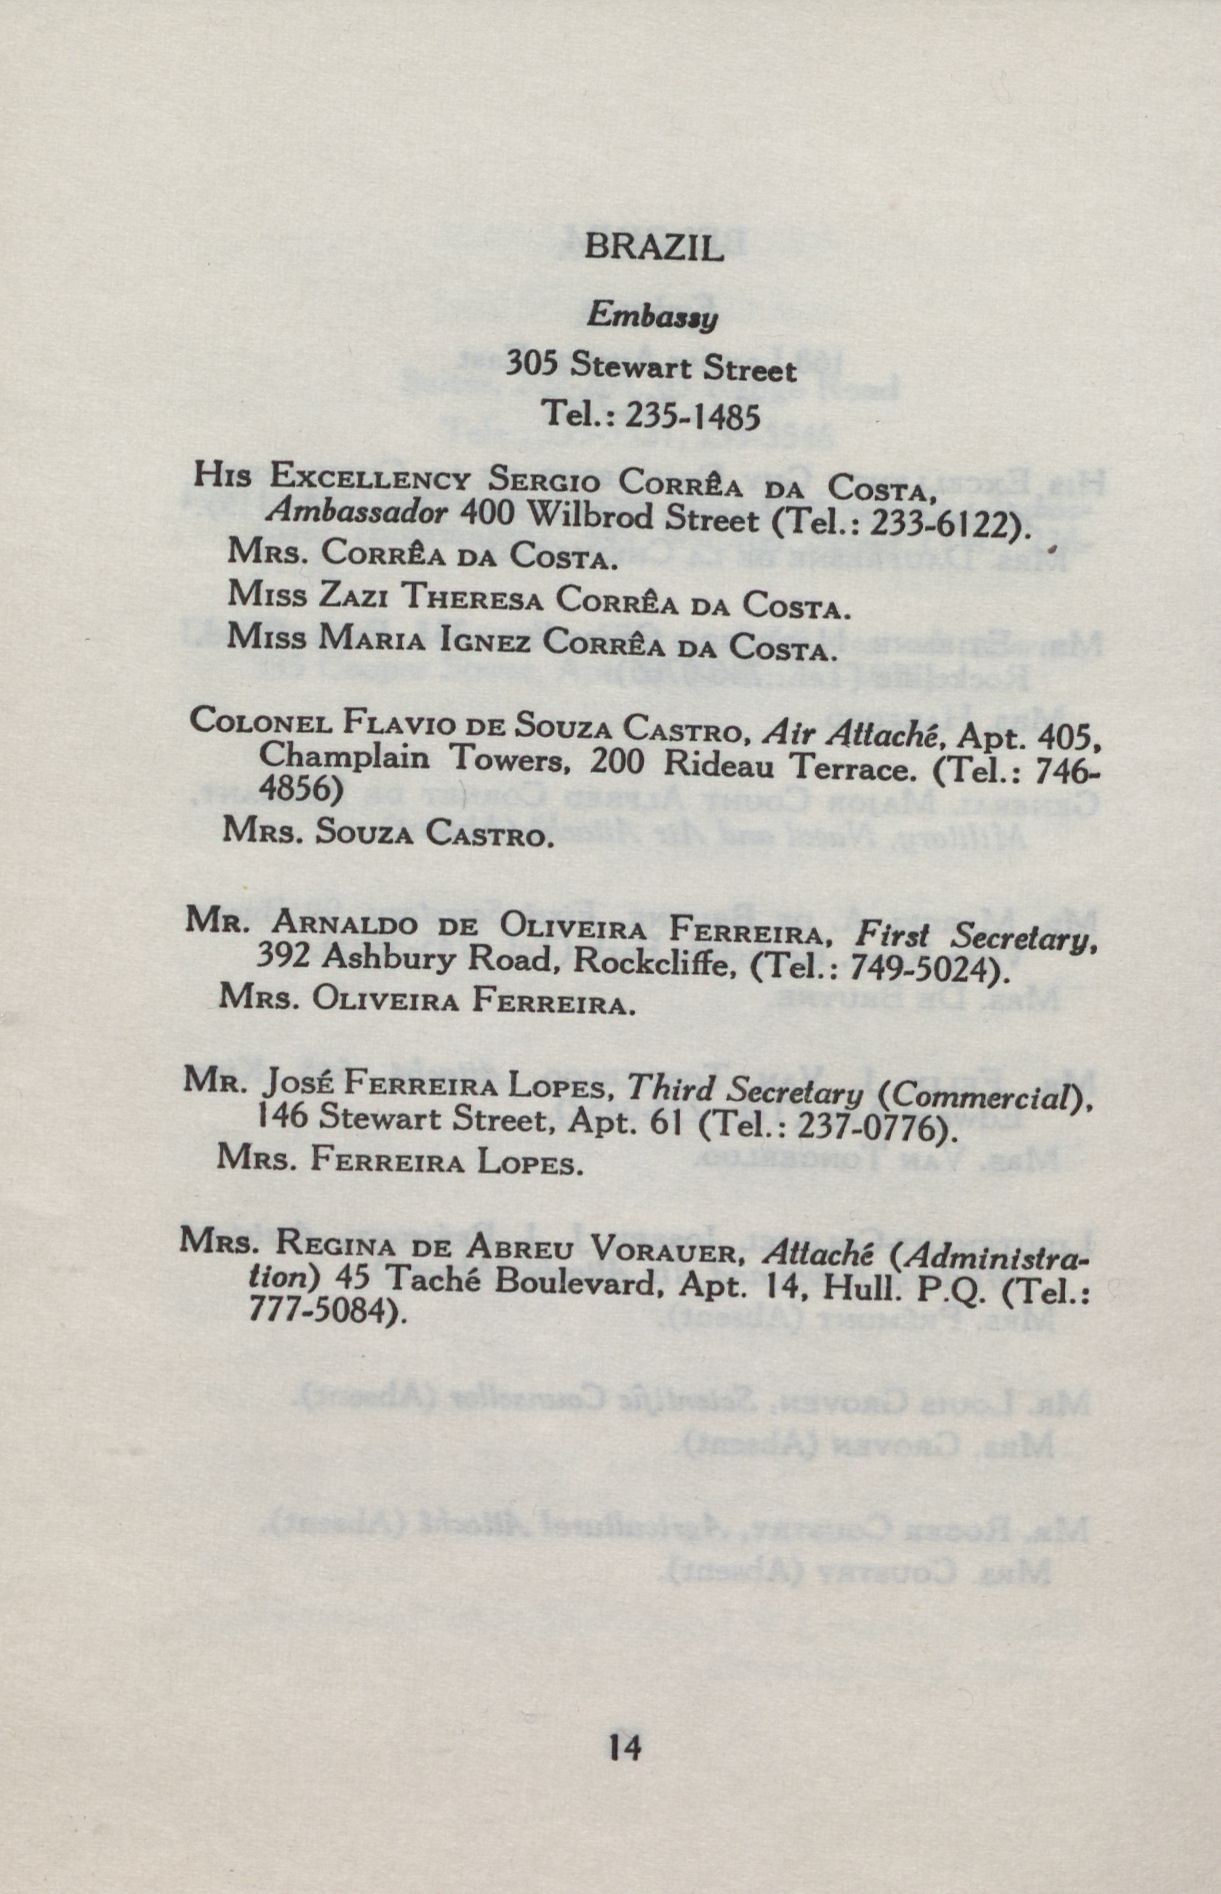 BRAZIL
Embassy
305 Stewart Street
Tel.: 235-1485
HIS EXCELLENCY SERGIO CORRÊA DA COSTA,
Ambassador 400 Wilbrod Street (Tel.: 233-6122).
MRS. CORRÊA DA COSTA.
MISS ZAZI THERESA CORRÊA DA COSTA.
MISS MARIA IGNEZ CORRÊA DA COSTA.
COLONEL FLAVIO DE SOUZA CASTRO, Air Attaché, Apt. 405,
Champlain Towers, 200 Rideau Terrace. (Tel.: 746-
4856)
MRS. SOUZA CASTRO.
MR. ARNALDO DE OLIVEIRA FERREIRA, First Secretary,
392 Ashbury Road, Rockcliffe, (Tel.: 749-5024).
MRS. OLIVEIRA FERREIRA.
MR. JOSÉ FERREIRA LOPES, Third Secretary (Commercial),
146 Stewart Street, Apt. 61 (Tel.: 237-0776).
MRS. FERREIRA LOPES.
MRS. REGINA DE ABREU VORAUER, Attaché (Administra-
tion) 45 Taché Boulevard, Apt. 14, Hull. P.Q. (Tel.:
777-5084).
14